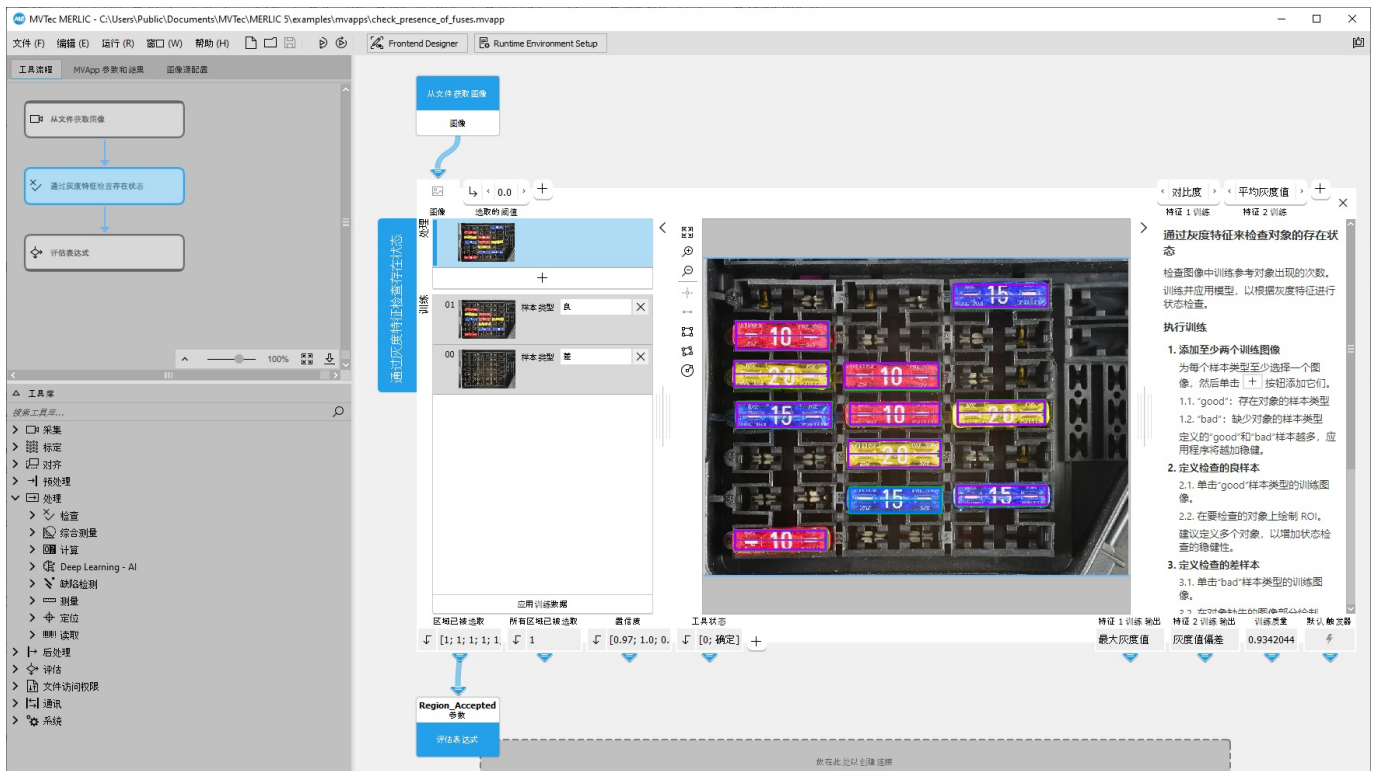 MVTec MERLIC - C:\Users\Public\Documents\MVTec\MERLIC 5\examples\mvapps\check_presence_of_fuses.mvapp
文件 (F) 编辑 (E) 运行 (R) 窗口 (W) 帮助 (H) Frontend Designer Runtime Environment Setup
工具流程 MVApp 参数和结果 图像源配置
从文件获取图像
通过灰度特征检查存在状态
评估表达式
100%
工具库
搜索工具库...
采集
标定
对齐
预处理
处理
检查
综合测量
计算
Deep Learning - AI
缺陷检测
测量
定位
读取
后处理
评估
文件访问权限
通讯
系统
从文件获取图像
图像
0.0
图像 选取的阈值
通过灰度特征检查存在状态
处理
训练
01 样本类型 良
00 样本类型 差
应用训练数据
15
10
20 10
15 10 20
20
15 15
10
对比度 平均灰度值
特征 1 训练 特征 2 训练
通过灰度特征来检查对象的存在状
态
检查图像中训练参考对象出现的次数。
训练并应用模型，以根据灰度特征进行
状态检查。
执行训练
1. 添加至少两个训练图像
为每个样本类型至少选择一个图
像，然后单击 + 按钮添加它们。
1.1. “good”：存在对象的样本类型
1.2. “bad”：缺少对象的样本类型
定义的“good”和“bad”样本越多，应
用程序将越加稳健。
2. 定义检查的良样本
2.1. 单击“good”样本类型的训练图
像。
2.2. 在要检查的对象上绘制 ROI。
建议定义多个对象，以增加状态检
查的稳健性。
3. 定义检查的差样本
3.1. 单击“bad”样本类型的训练图
像。
区域已被选取 所有区域已被选取 置信度 工具状态
[1; 1; 1; 1; 1; 1 [0.97; 1.0; 0. [0; 确定]
特征 1 训练 输出 特征 2 训练 输出 训练质量 默认触发器
最大灰度值 灰度值偏差 0.9342044
Region_Accepted
参数
评估表达式
放在此处以创建连接